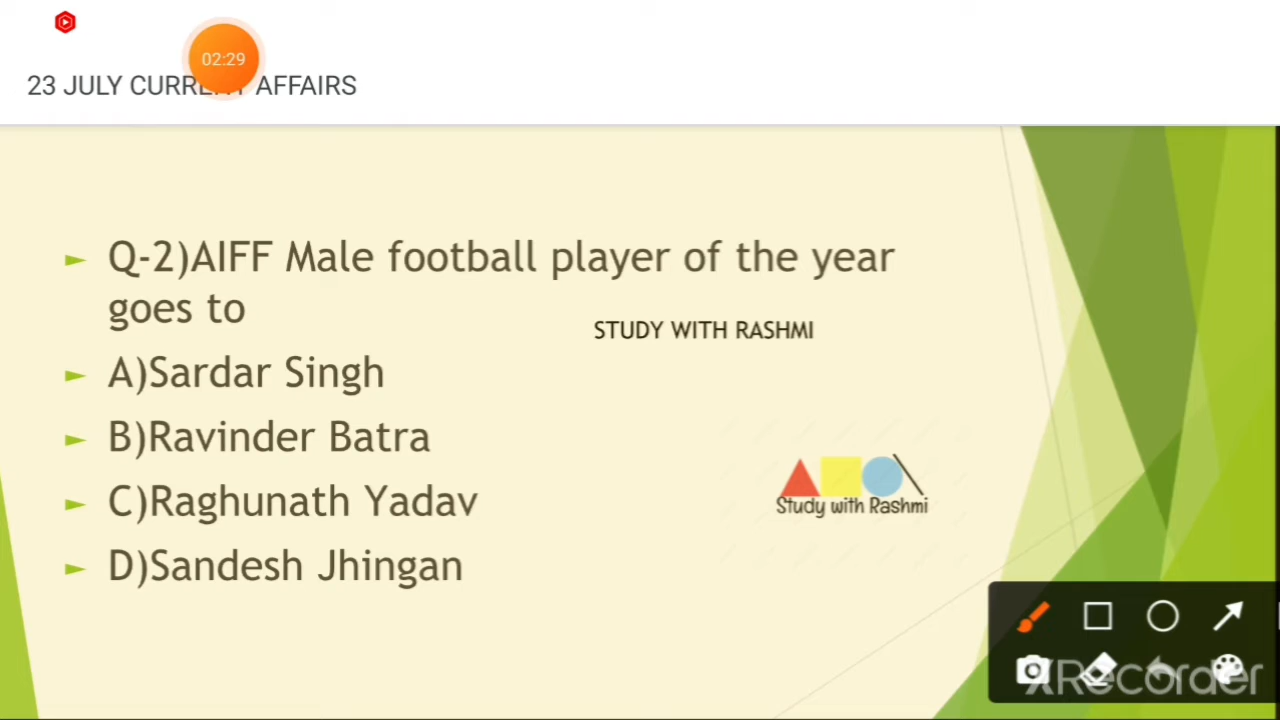 02:29
23 JULY CURRENT AFFAIRS
► Q-2)AIFF Male football player of the year
goes to
STUDY WITH RASHMI
► A)Sardar Singh
► B)Ravinder Batra
► C)Raghunath Yadav
Study with Rashmi
► D)Sandesh Jhingan
XRecorder